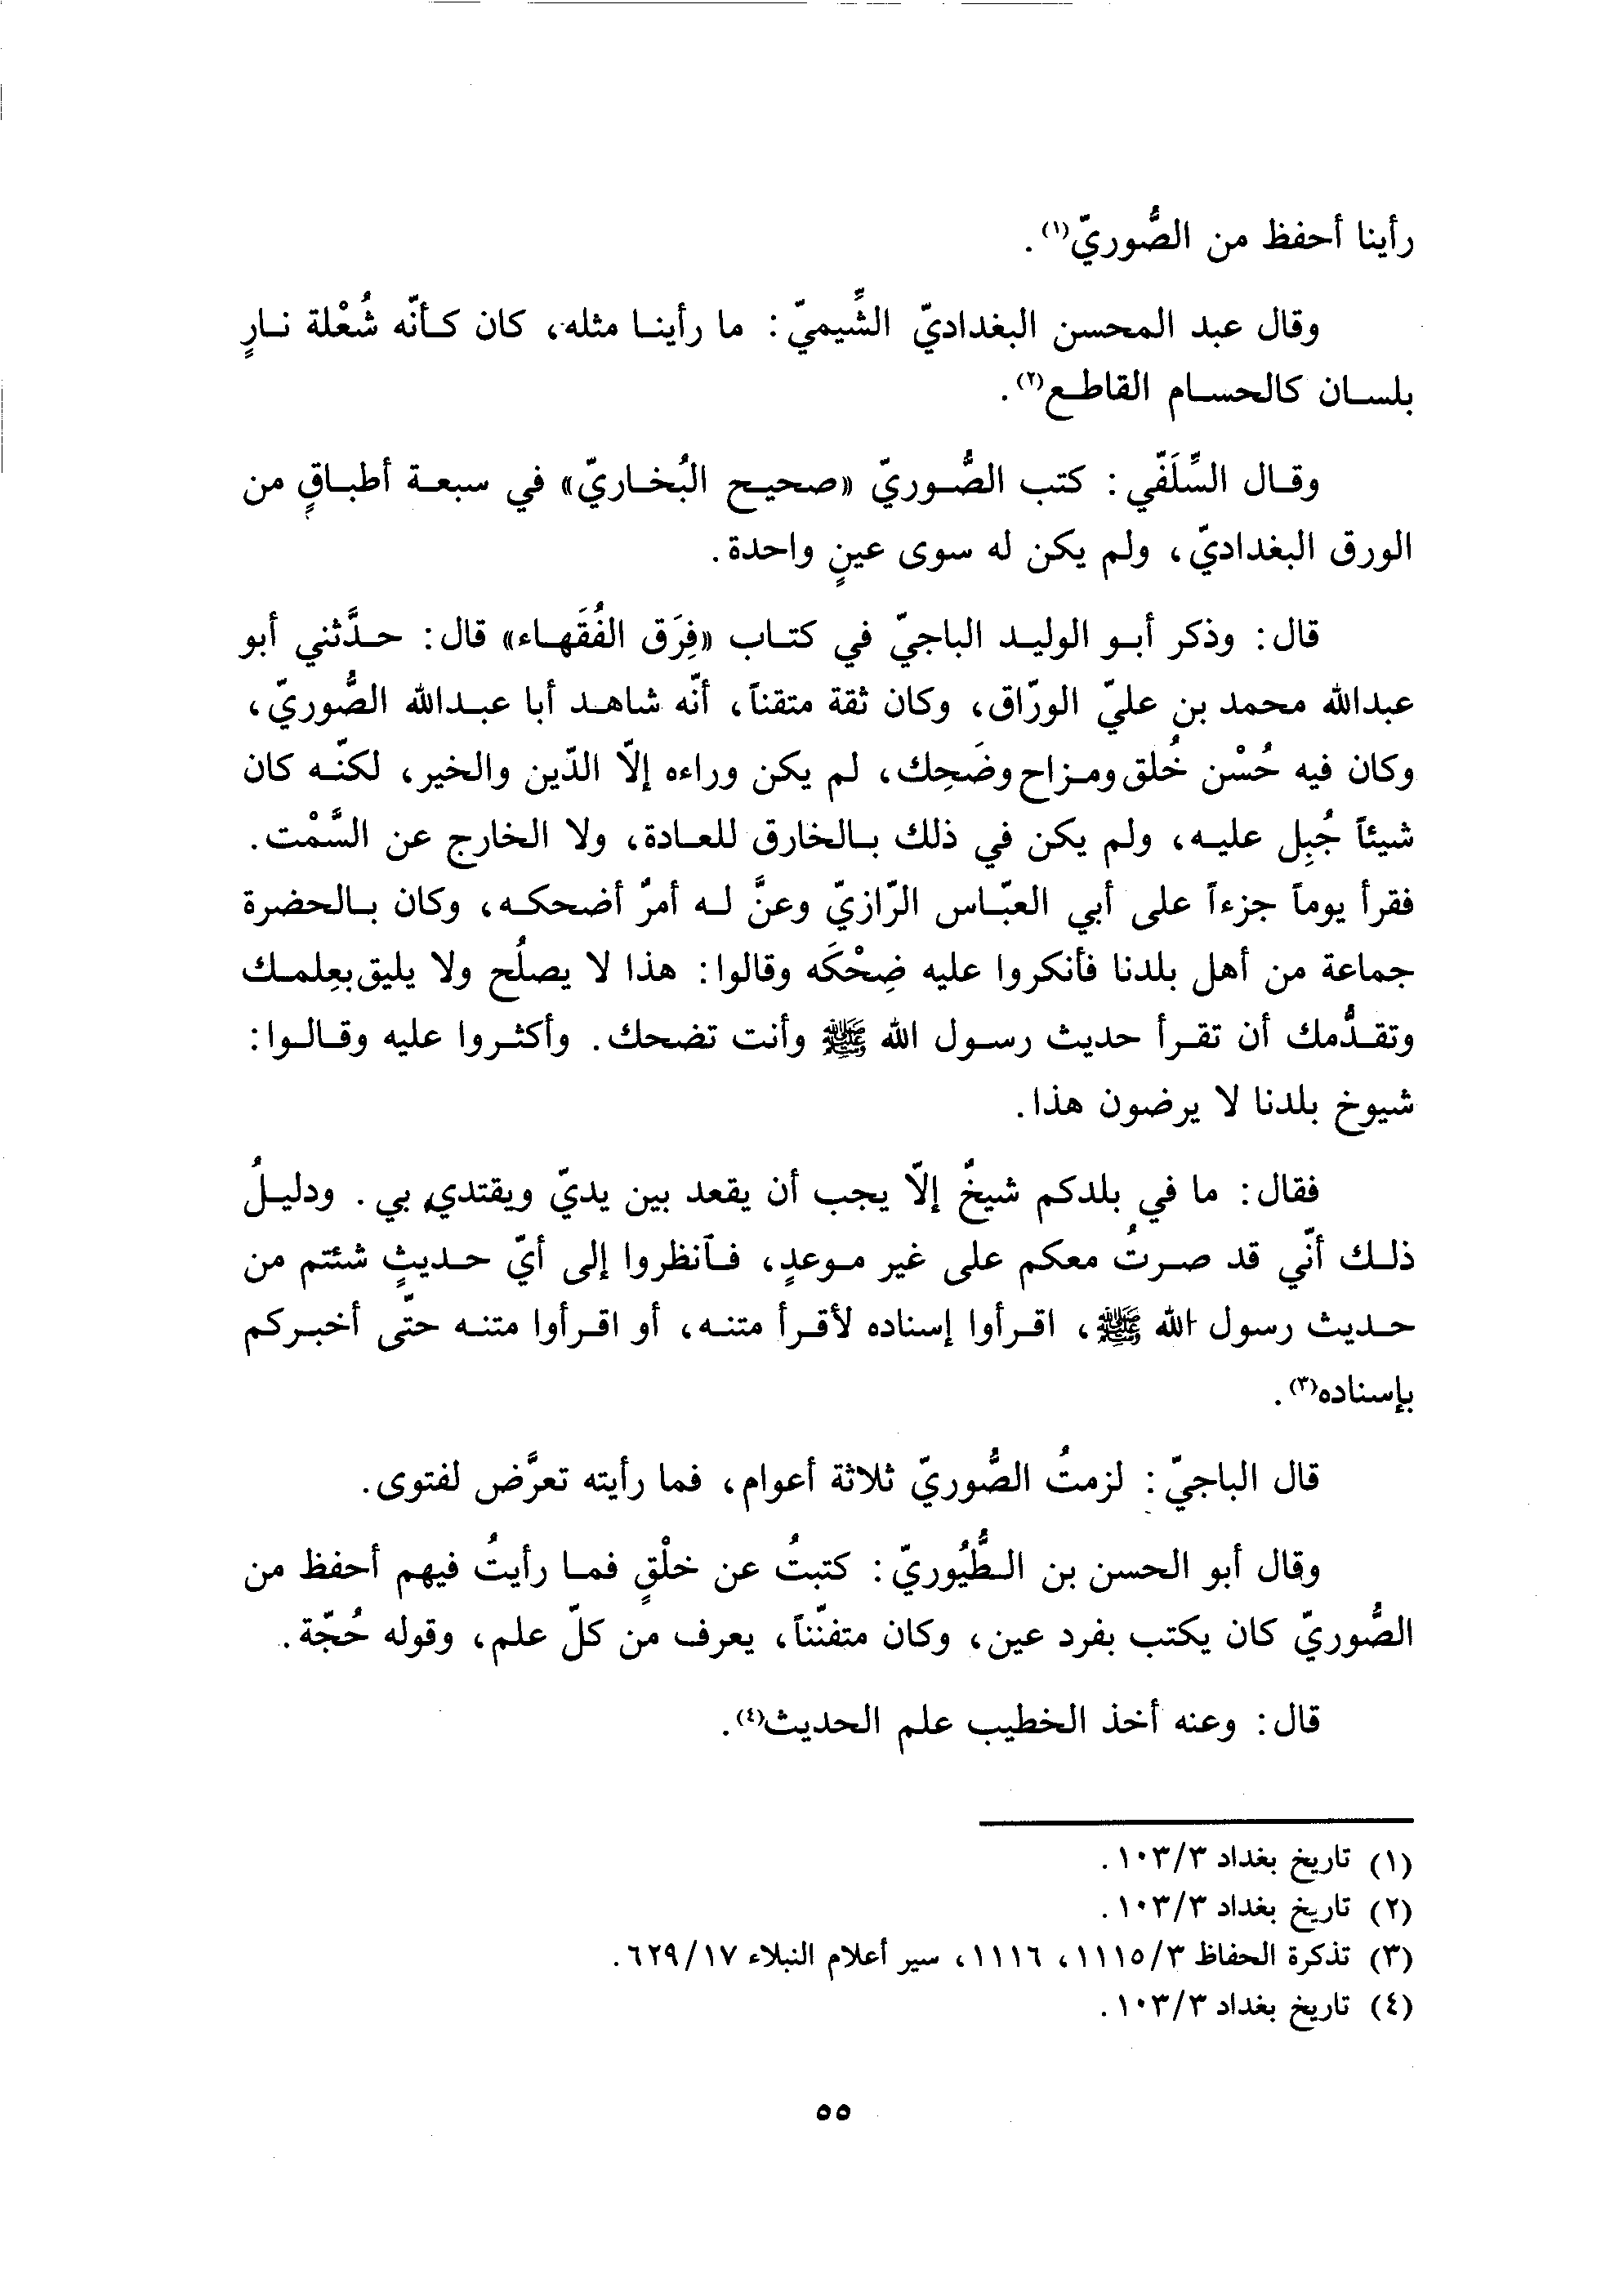 رأينا أحفظ من الصُّوريّ(١).
وقال عبد المحسن البغداديّ الشِّيميّ: ما رأينا مثله، كان كأنّه شُعْلة نارٍ
بلسان كالحسام القاطع(٢).
وقال السِّلَفّي: كتب الصُّوريّ «صحيح البُخاريّ» في سبعة أطباقٍ من
الورق البغداديّ، ولم يكن له سوى عينٍ واحدة.
قال: وذكر أبو الوليد الباجيّ في كتاب «فِرَق الفُقَهاء» قال: حدَّثني أبو
عبدالله محمد بن عليّ الورّاق، وكان ثقة متقناً، أنّه شاهد أبا عبدالله الصُّوريّ،
وكان فيه حُسْن خُلق ومزاح وضَحِك، لم يكن وراءه إلاّ الدّين والخير، لكنّه كان
شيئاً جُبِل عليه، ولم يكن في ذلك بالخارق للعادة، ولا الخارج عن السَّمْت.
فقرأ يوماً جزءاً على أبي العبّاس الرّازيّ وعنَّ له أمرٌ أضحكه، وكان بالحضرة
جماعة من أهل بلدنا فأنكروا عليه ضِحْكَه وقالوا: هذا لا يصلُح ولا يليق بعِلمك
وتقدُّمك أن تقرأ حديث رسول الله ﷺ وأنت تضحك. وأكثروا عليه وقالوا:
شيوخ بلدنا لا يرضون هذا.
فقال: ما في بلدكم شيخٌ إلاّ يجب أن يقعد بين يديّ ويقتدي بي. ودليلُ
ذلك أنّي قد صرتُ معكم على غير موعدٍ، فٱنظروا إلى أيّ حديثٍ شئتم من
حديث رسول الله ﷺ، اقرأوا إسناده لأقرأ متنه، أو اقرأوا متنه حتّى أخبركم
بإسناده(٣).
قال الباجيّ: لزمتُ الصُّوريّ ثلاثة أعوام، فما رأيته تعرَّض لفتوى.
وقال أبو الحسن بن الطُّيُوريّ: كتبتُ عن خلْقٍ فما رأيتُ فيهم أحفظ من
الصُّوريّ كان يكتب بفرد عين، وكان متفنّناً، يعرف من كلّ علم، وقوله حُجّة.
قال: وعنه أخذ الخطيب علم الحديث(٤).
(١) تاريخ بغداد ١٠٣/٣.
(٢) تاريخ بغداد ١٠٣/٣.
(٣) تذكرة الحفاظ ١١١٥/٣، ١١١٦، سير أعلام النبلاء ٦٢٩/١٧.
(٤) تاريخ بغداد ١٠٣/٣.
٥٥